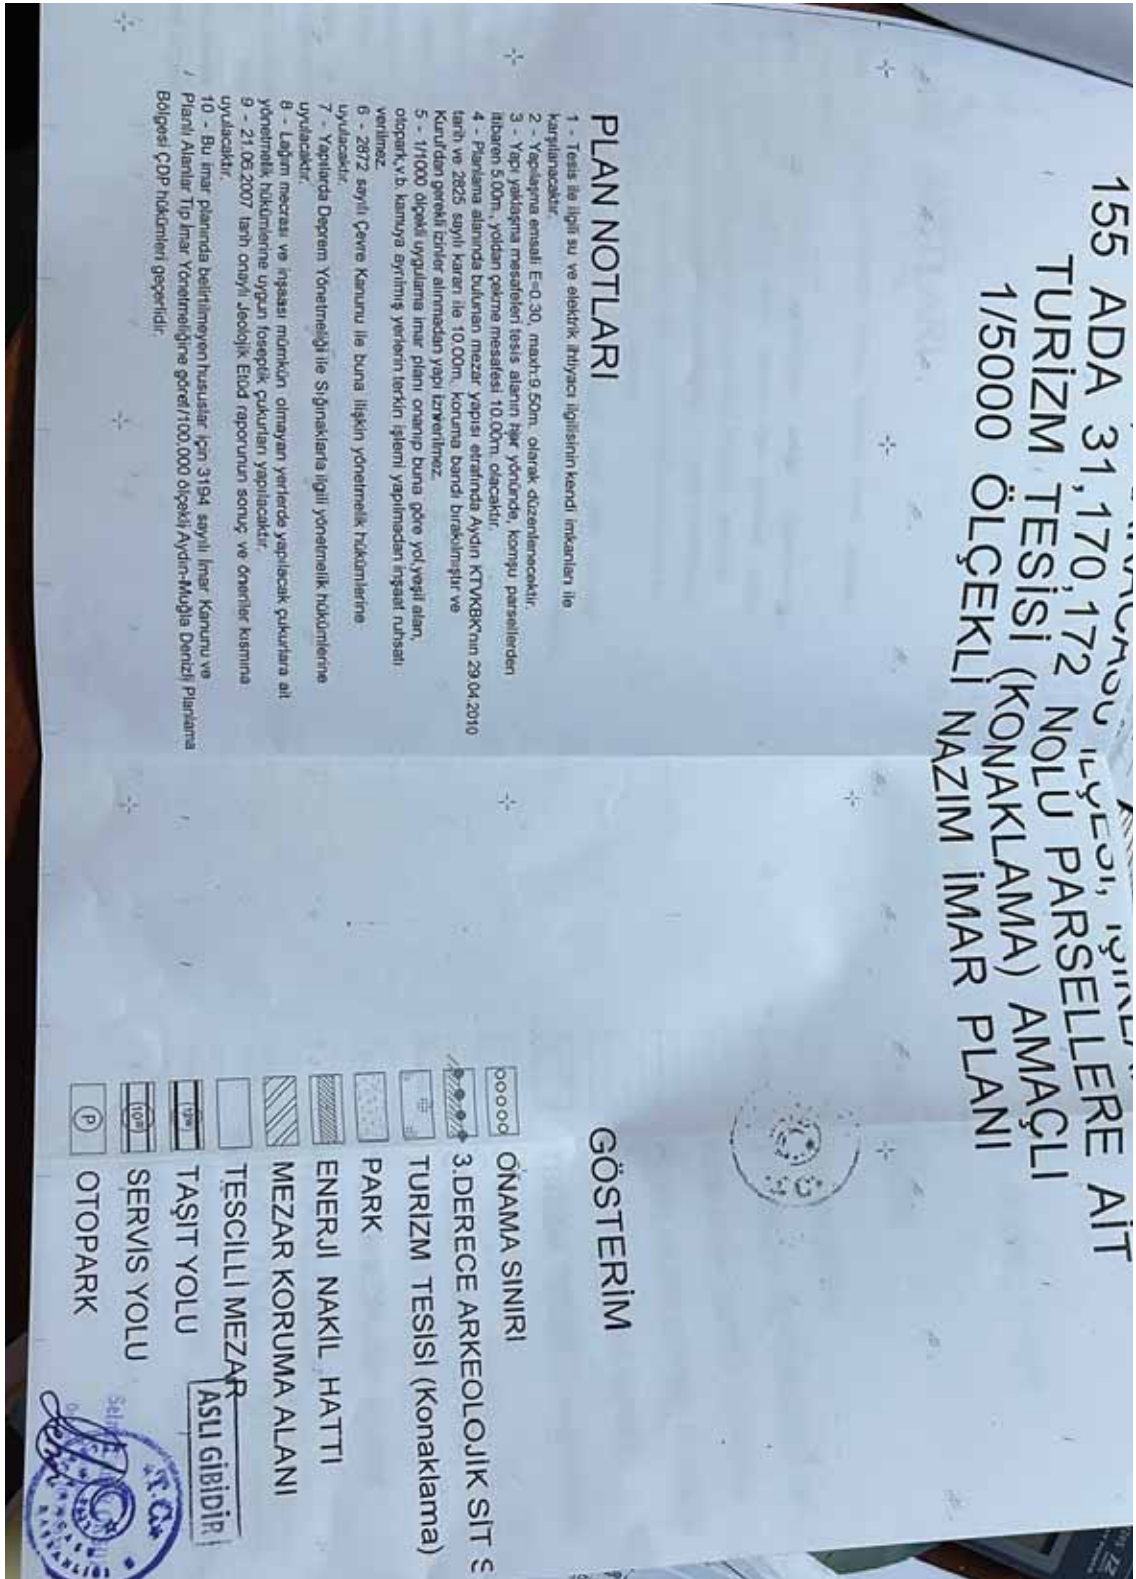 155 ADA 31,170,172 NOLU PARSELLERE AİT
TURİZM TESİSİ (KONAKLAMA) AMAÇLI
1/5000 ÖLÇEKLİ NAZIM İMAR PLANI
PLAN NOTLARI
1 - Tesis ile ilgili su ve elektrik ihtiyacı ilgilisinin kendi imkanları ile
karşılanacaktır.
2 - Yapılaşma emsali E=0.30, maxh:9.50m. olarak düzenlenecektir.
3 - Yapı yaklaşma mesafeleri tesis alanın her yönünde, komşu parsellerden
itibaren 5.00m., yoldan çekme mesafesi 10.00m. olacaktır.
4 - Planlama alanında bulunan mezar yapısı etrafında Aydın KTVKBK'nın 29.04.2010
tarih ve 2825 sayılı kararı ile 10.00m. koruma bandı bırakılmıştır ve
Kurul'dan gerekli izinler alınmadan yapı izni verilmez.
5 - 1/1000 ölçekli uygulama imar planı onanıp buna göre yol,yeşil alan,
otopark,v.b. kamuya ayrılmış yerlerin terkin işlemi yapılmadan inşaat ruhsatı
verilmez.
6 - 2872 sayılı Çevre Kanunu ile buna ilişkin yönetmelik hükümlerine
uyulacaktır.
7 - Yapılarda Deprem Yönetmeliği ile Sığınaklarla ilgili yönetmelik hükümlerine
uyulacaktır.
8 - Lağım mecrası ve inşaası mümkün olmayan yerlerde yapılacak çukurlara ait
yönetmelik hükümlerine uygun foseptik çukurları yapılacaktır.
9 - 21.06.2007 tarih onaylı Jeolojik Etüd raporunun sonuç ve öneriler kısmına
uyulacaktır.
10 - Bu imar planında belirtilmeyen hususlar için 3194 sayılı İmar Kanunu ve
Planlı Alanlar Tip İmar Yönetmeliğine göre1/100.000 ölçekli Aydın-Muğla Denizli Planlama
Bölgesi ÇDP hükümleri geçerlidir.
GÖSTERİM
ONAMA SINIRI
3.DERECE ARKEOLOJİK SİT S
TURİZM TESİSİ (Konaklama)
PARK
ENERJİ NAKİL HATTI
MEZAR KORUMA ALANI
TESCİLLİ MEZAR
TAŞIT YOLU
SERVİS YOLU
P OTOPARK
ASLI GİBİDİR
T.C.